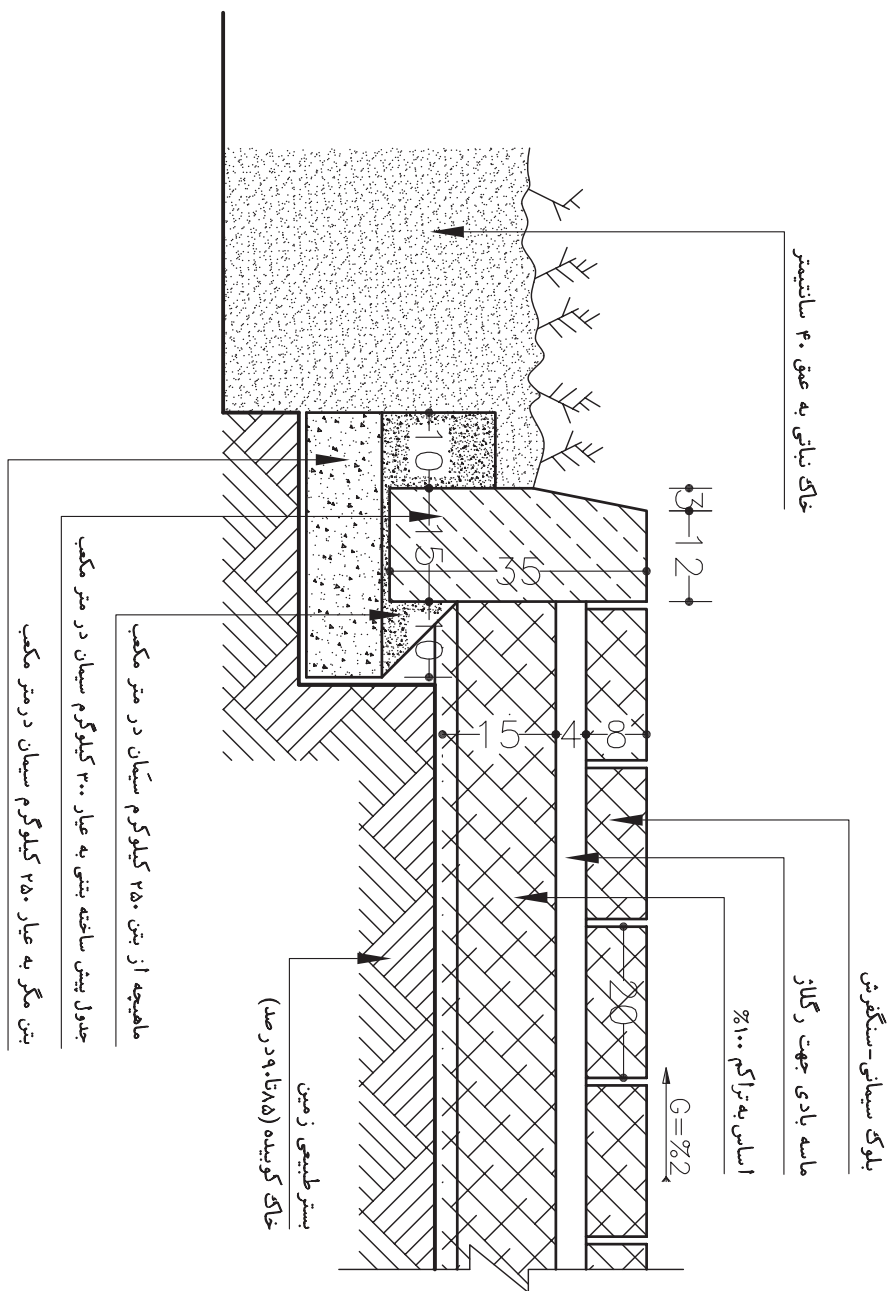 خاک نباتی به عمق ۴۰ سانتیمتر
بلوک سیمانی-سنگفرش
ماسه بادی جهت رگلاژ
اساس به تراکم ۱۰۰%
G=%2
3
12
35
10
15
10
15
4
8
20
بستر طبیعی زمین
خاک کوبیده (۸۵تا۹۰درصد)
ماهیچه از بتن ۲۵۰ کیلوگرم سیمان در متر مکعب
جدول پیش ساخته بتنی به عیار ۳۰۰ کیلوگرم سیمان در متر مکعب
بتن مگر به عیار ۲۵۰ کیلوگرم سیمان درمتر مکعب